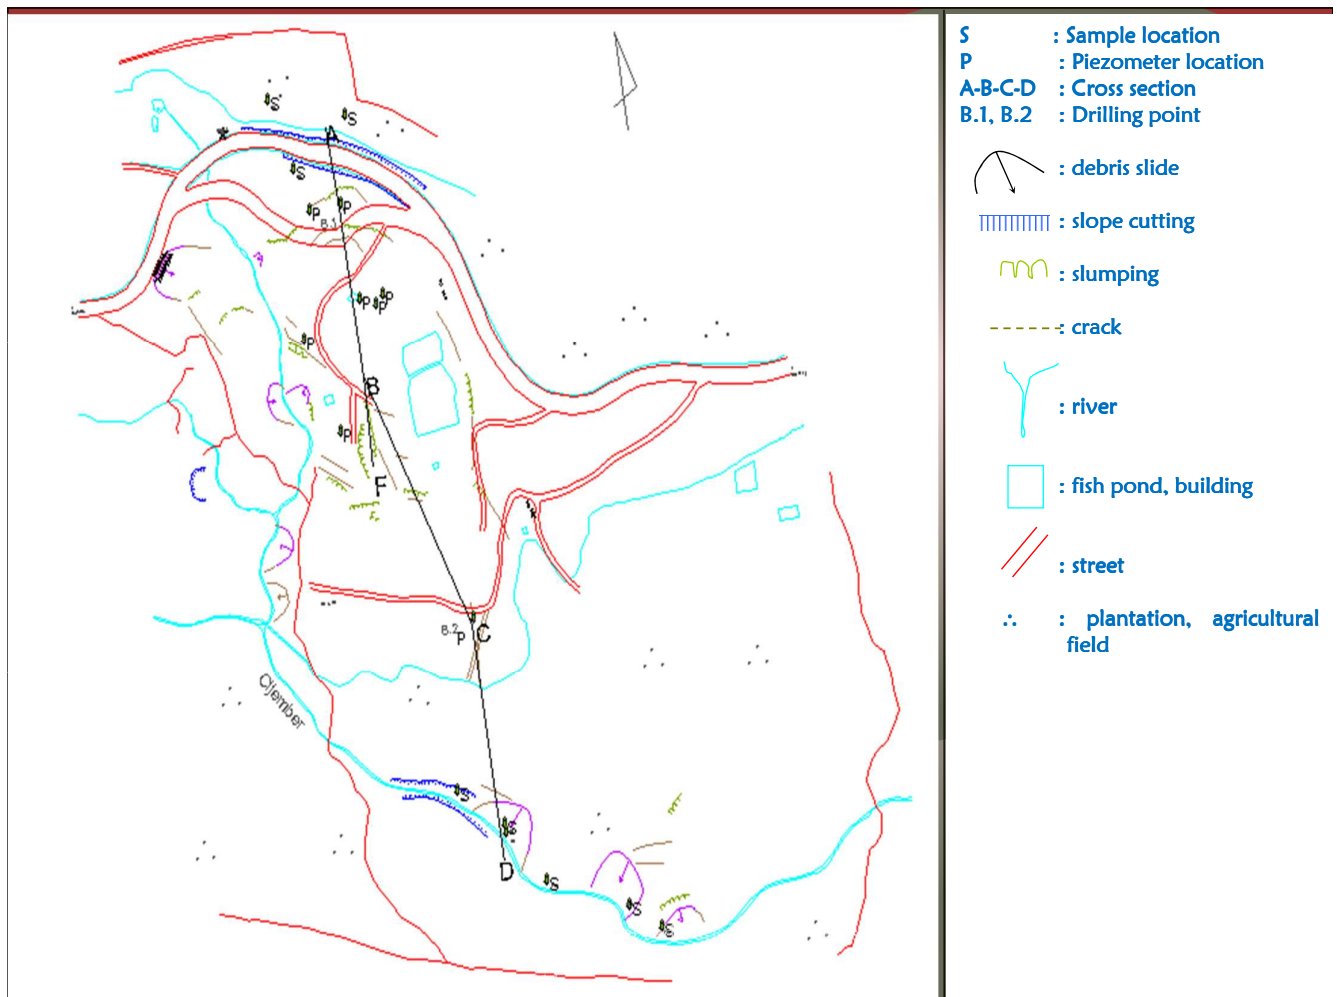 S
S
A
S
P
P
B.1
P
P
P
P
B
P
F
B.2
P
C
Cijember
S
S
D
S
S
S
S : Sample location
P : Piezometer location
A-B-C-D : Cross section
B.1, B.2 : Drilling point
: debris slide
: slope cutting
: slumping
: crack
: river
: fish pond, building
: street
: plantation, agricultural
field